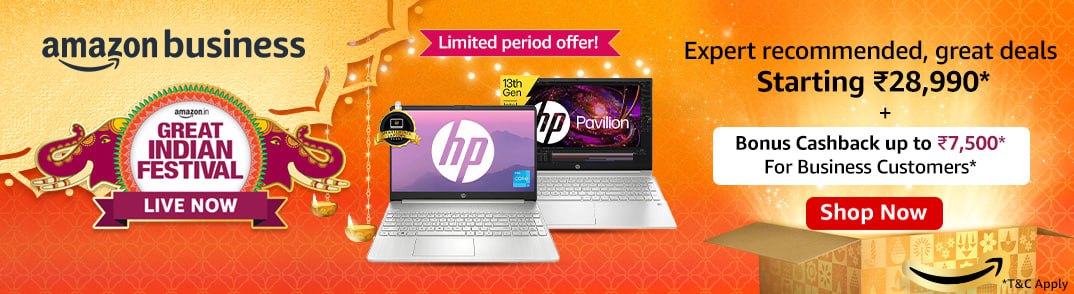 amazon business
amazon.in
GREAT
INDIAN
FESTIVAL
LIVE NOW
Limited period offer!
13th
Gen
intel
hp
hp
Pavilion
Expert recommended, great deals
Starting ₹28,990*
+
Bonus Cashback up to ₹7,500*
For Business Customers*
Shop Now
*T&C Apply